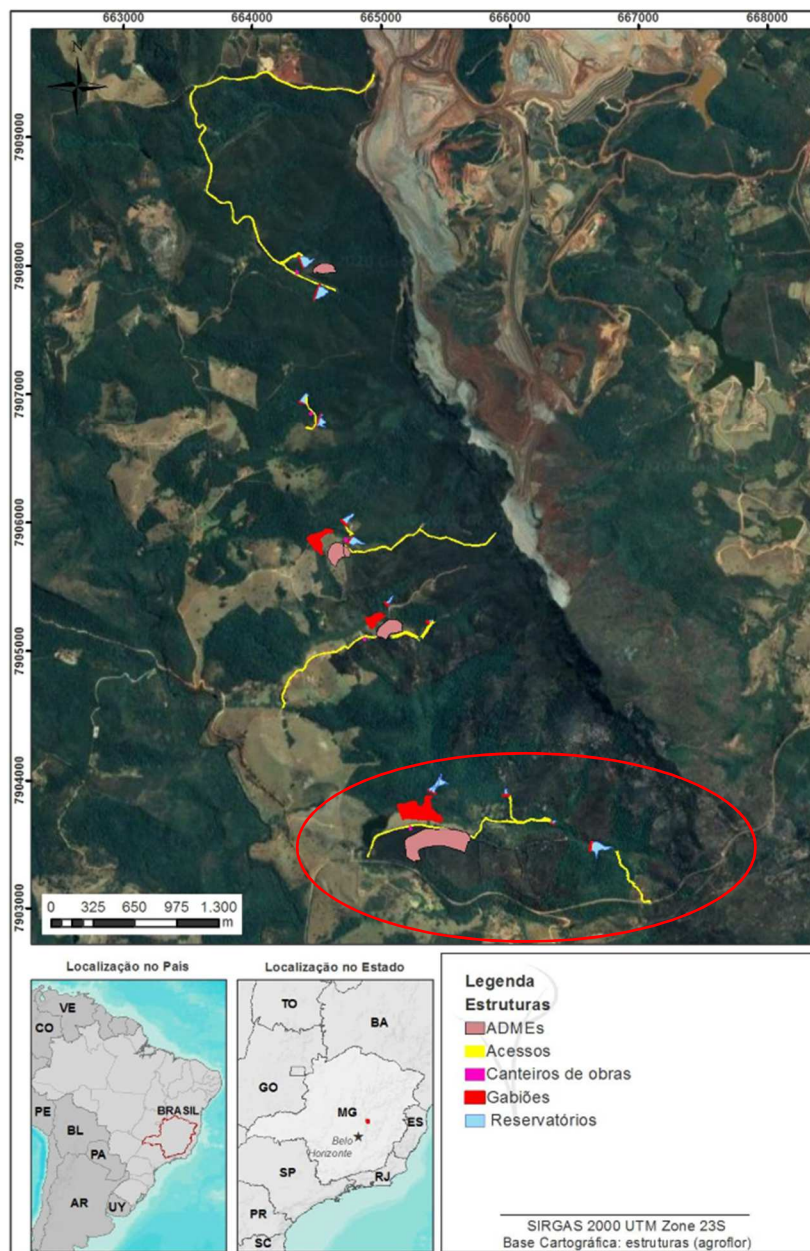 663000 664000 665000 666000 667000 668000
N
7909000
7908000
7907000
7906000
7905000
7904000
7903000
0 325 650 975 1.300
m
Localização no Pais
VE
CO
PE
BRASIL
BL
PA
AR
UY
Localização no Estado
TO
BA
GO
MG
ES
Belo
Horizonte
SP
RJ
PR
SC
Legenda
Estruturas
ADMEs
Acessos
Canteiros de obras
Gabiões
Reservatórios
SIRGAS 2000 UTM Zone 23S
Base Cartográfica: estruturas (agroflor)